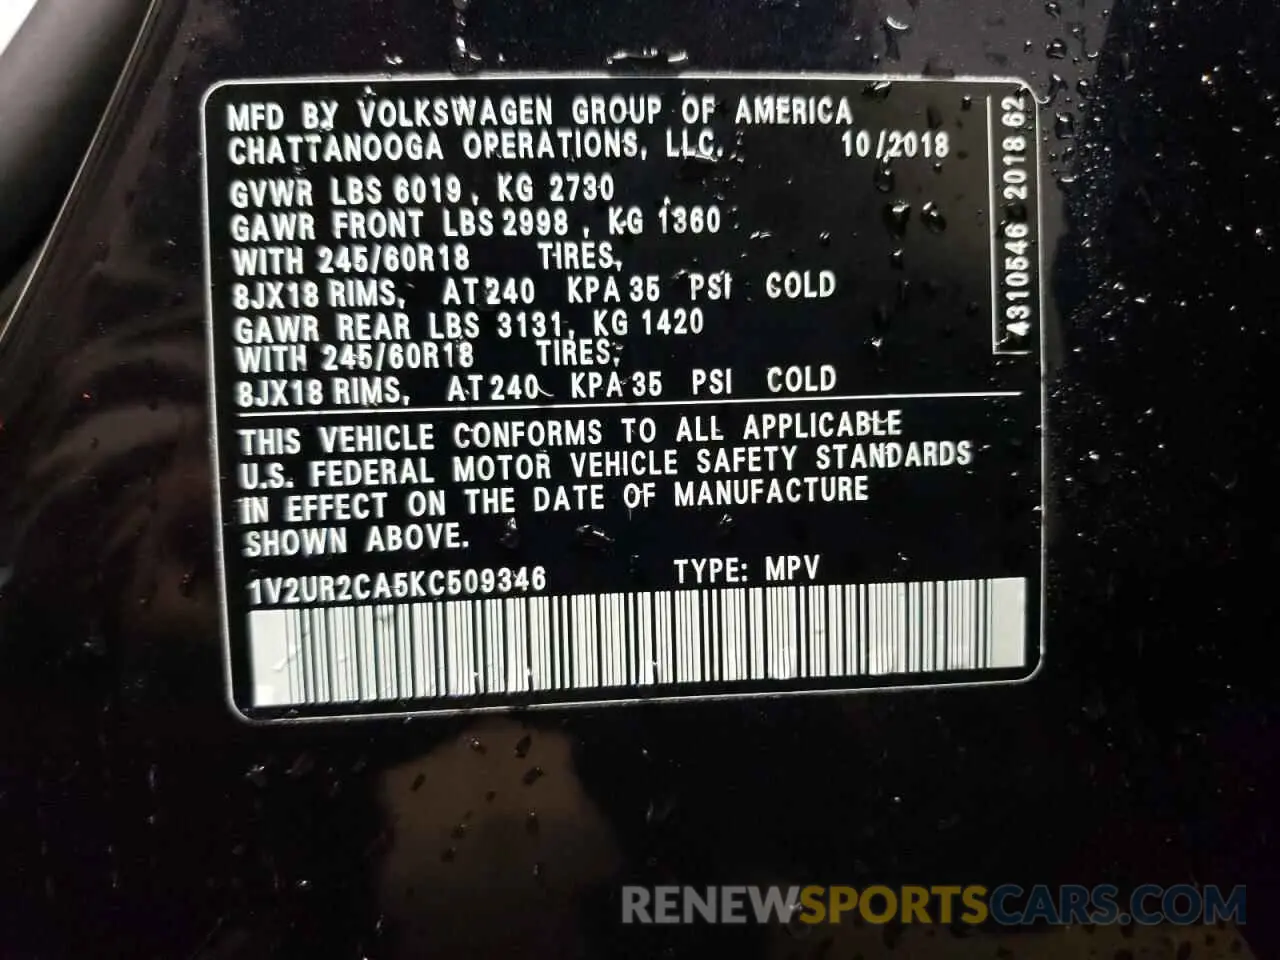 MFD BY VOLKSWAGEN GROUP OF AMERICA
CHATTANOOGA OPERATIONS, LLC. 10/2018
GVWR LBS 6019, KG 2730
GAWR FRONT LBS 2998, KG 1360
WITH 245/60R18 TIRES,
8JX18 RIMS, AT 240 KPA 35 PSI COLD
GAWR REAR LBS 3131, KG 1420
WITH 245/60R18 TIRES,
8JX18 RIMS, AT 240 KPA 35 PSI COLD
4310546 2018 62
THIS VEHICLE CONFORMS TO ALL APPLICABLE
U.S. FEDERAL MOTOR VEHICLE SAFETY STANDARDS
IN EFFECT ON THE DATE OF MANUFACTURE
SHOWN ABOVE.
1V2UR2CA5KC509346 TYPE: MPV
RENEWSPORTSCARS.COM